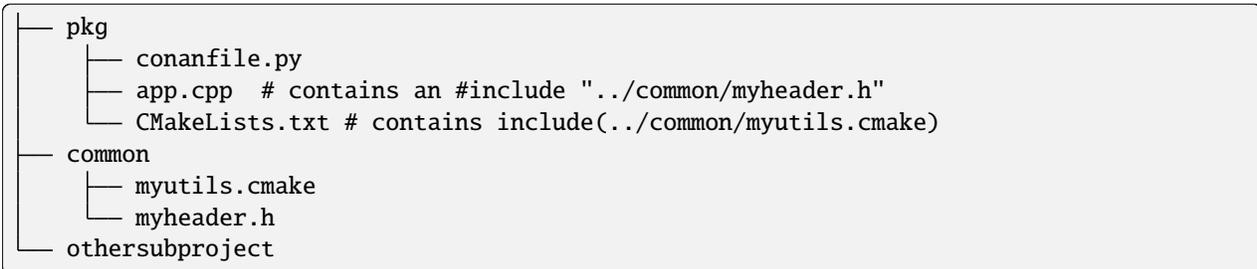 ├── pkg
│   ├── conanfile.py
│   ├── app.cpp  # contains an #include "../common/myheader.h"
│   └── CMakeLists.txt # contains include(../common/myutils.cmake)
├── common
│   ├── myutils.cmake
│   └── myheader.h
└── othersubproject